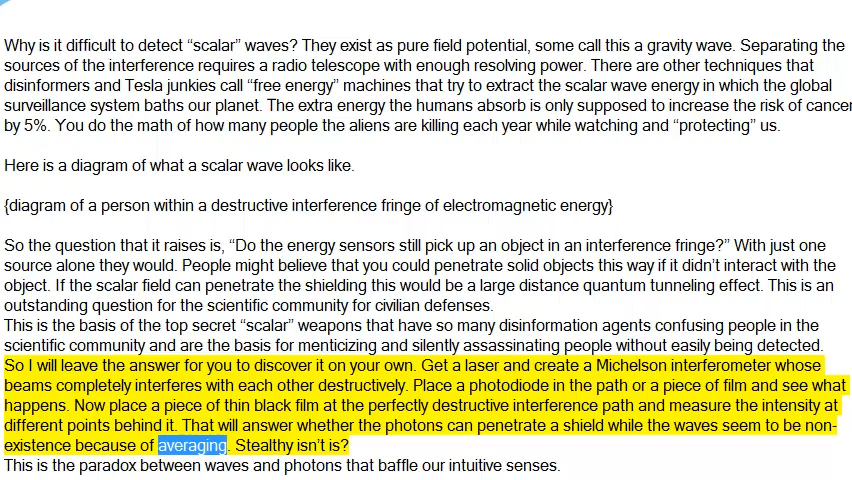 Why is it difficult to detect “scalar” waves? They exist as pure field potential, some call this a gravity wave. Separating the
sources of the interference requires a radio telescope with enough resolving power. There are other techniques that
disinformers and Tesla junkies call “free energy” machines that try to extract the scalar wave energy in which the global
surveillance system baths our planet. The extra energy the humans absorb is only supposed to increase the risk of cancer
by 5%. You do the math of how many people the aliens are killing each year while watching and “protecting” us.
Here is a diagram of what a scalar wave looks like.
{diagram of a person within a destructive interference fringe of electromagnetic energy}
So the question that it raises is, “Do the energy sensors still pick up an object in an interference fringe?” With just one
source alone they would. People might believe that you could penetrate solid objects this way if it didn’t interact with the
object. If the scalar field can penetrate the shielding this would be a large distance quantum tunneling effect. This is an
outstanding question for the scientific community for civilian defenses.
This is the basis of the top secret “scalar” weapons that have so many disinformation agents confusing people in the
scientific community and are the basis for menticizing and silently assassinating people without easily being detected.
So I will leave the answer for you to discover it on your own. Get a laser and create a Michelson interferometer whose
beams completely interferes with each other destructively. Place a photodiode in the path or a piece of film and see what
happens. Now place a piece of thin black film at the perfectly destructive interference path and measure the intensity at
different points behind it. That will answer whether the photons can penetrate a shield while the waves seem to be non-
existence because of averaging. Stealthy isn’t is?
This is the paradox between waves and photons that baffle our intuitive senses.